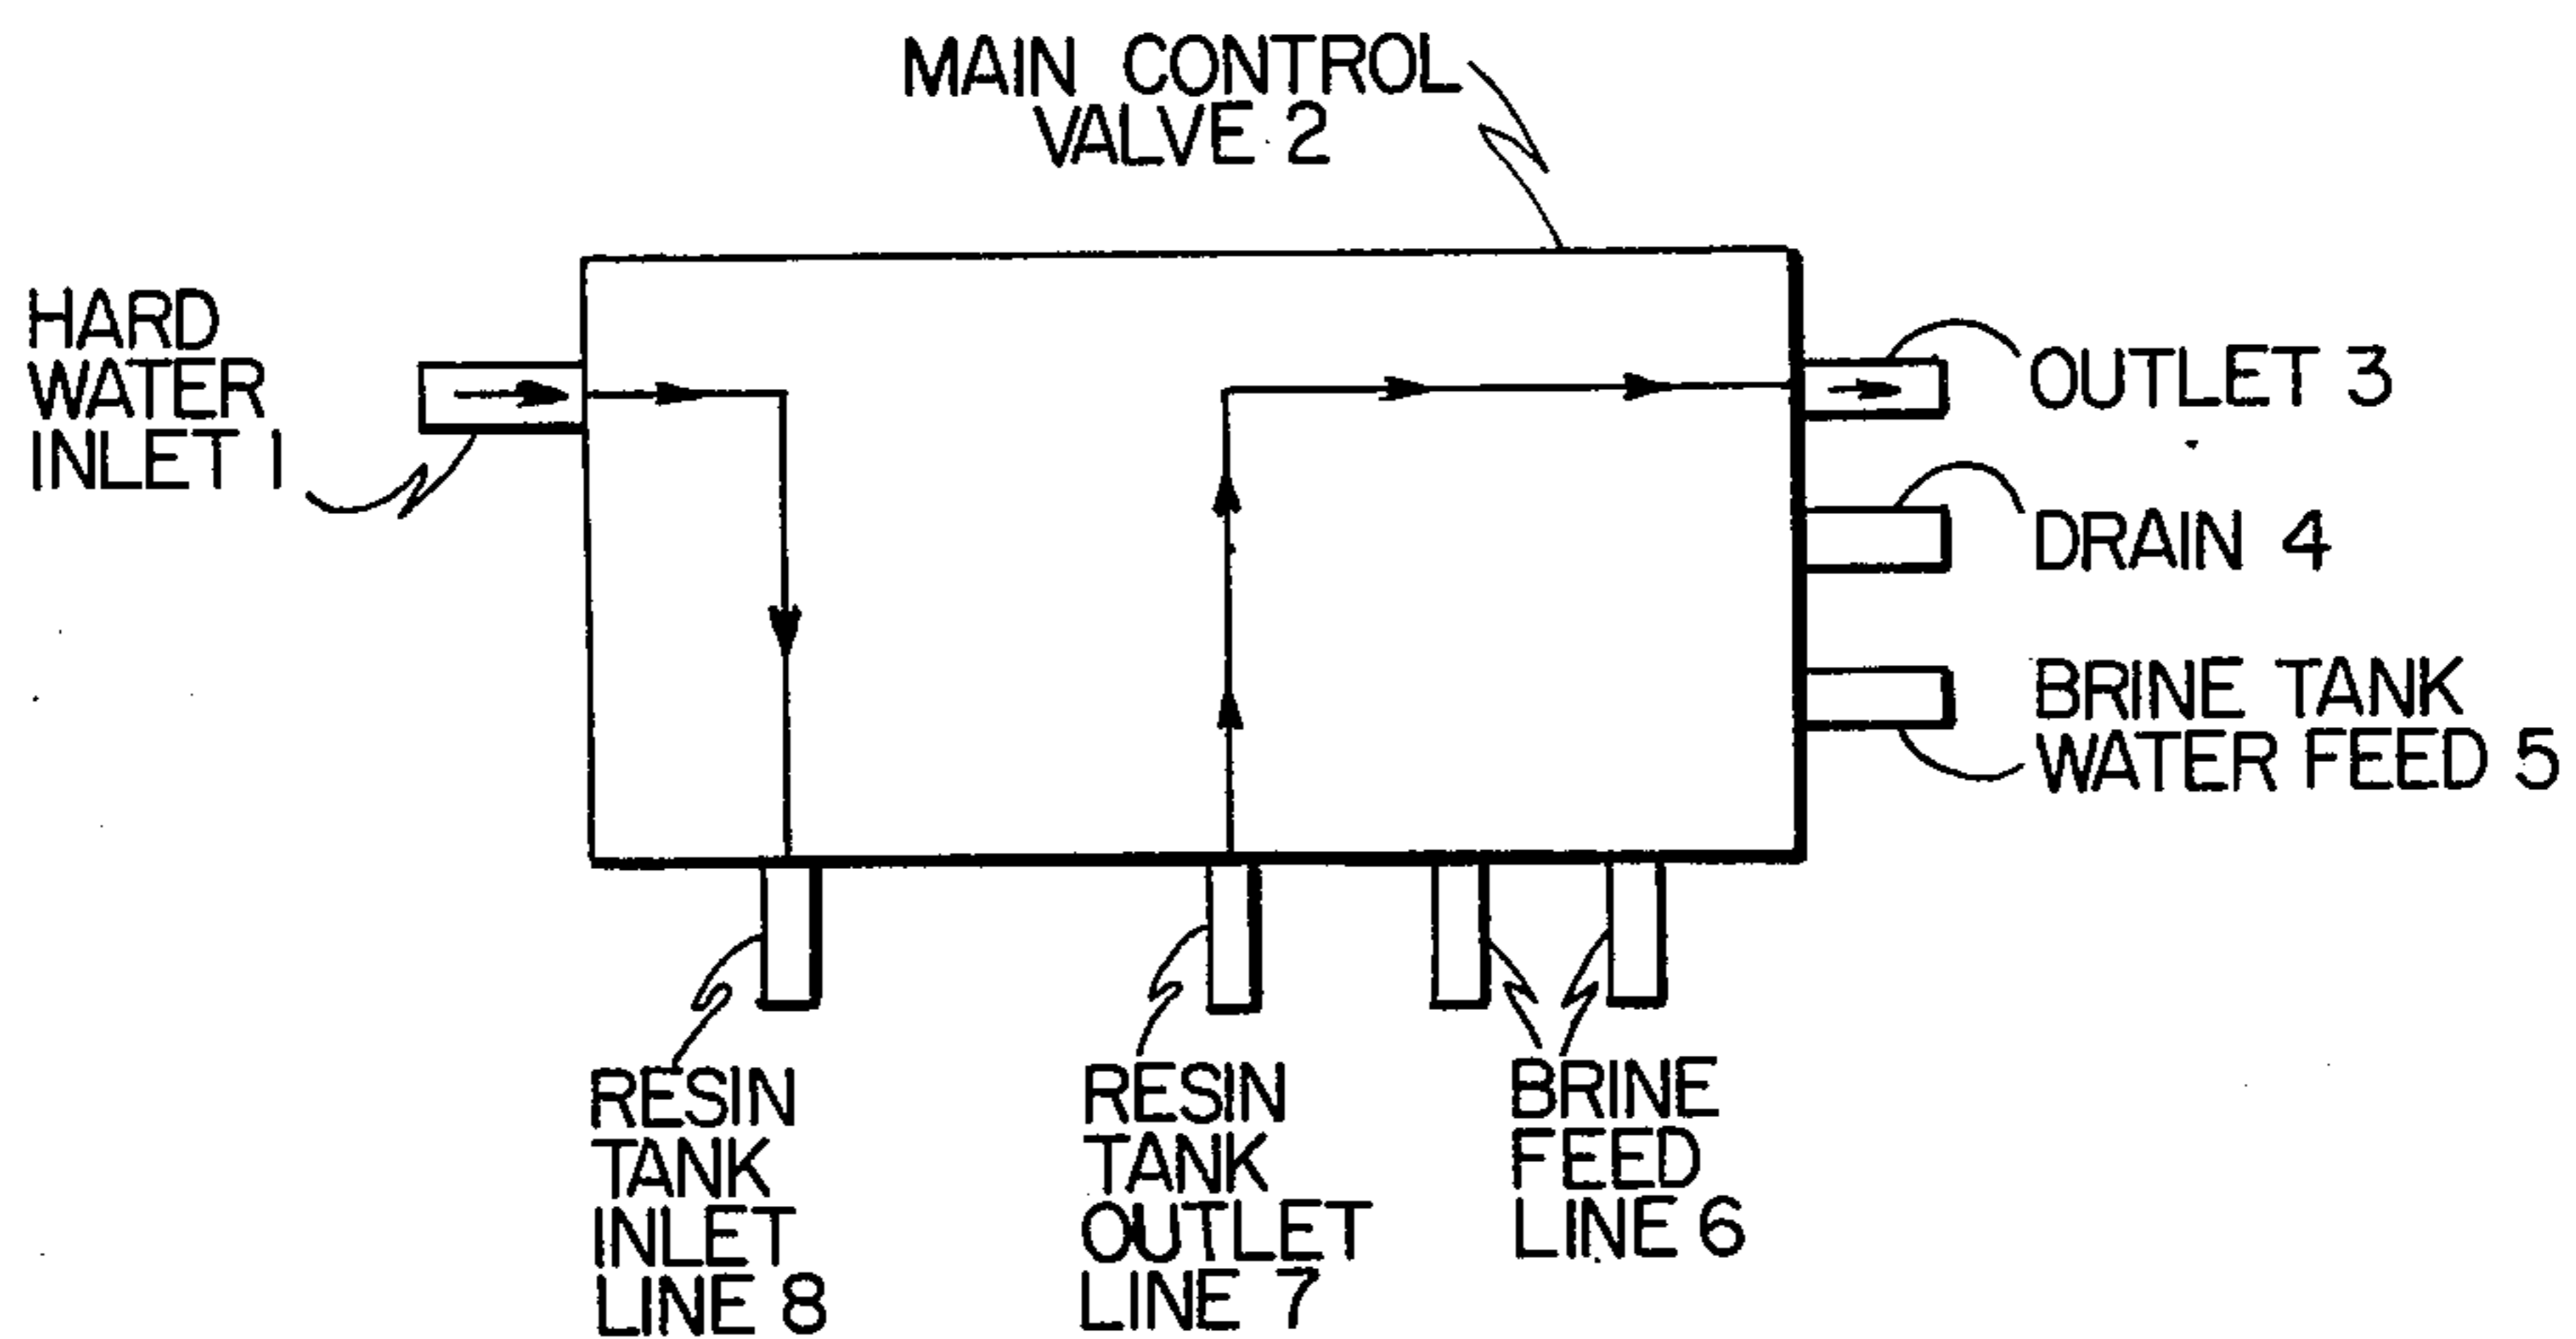 MAIN CONTROL
VALVE 2
HARD
WATER
INLET 1
OUTLET 3
DRAIN 4
BRINE TANK
WATER FEED 5
RESIN
TANK
INLET
LINE 8
RESIN
TANK
OUTLET
LINE 7
BRINE
FEED
LINE 6